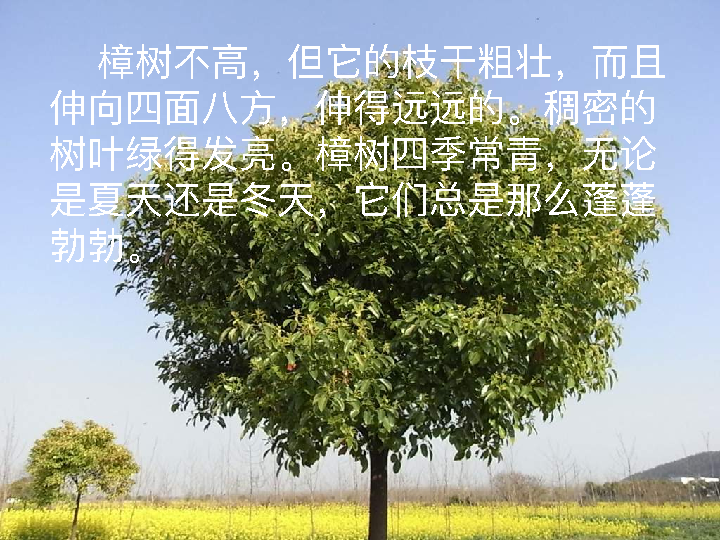 樟树不高，但它的枝干粗壮，而且
伸向四面八方，伸得远远的。稠密的
树叶绿得发亮。樟树四季常青，无论
是夏天还是冬天，它们总是那么蓬蓬
勃勃。